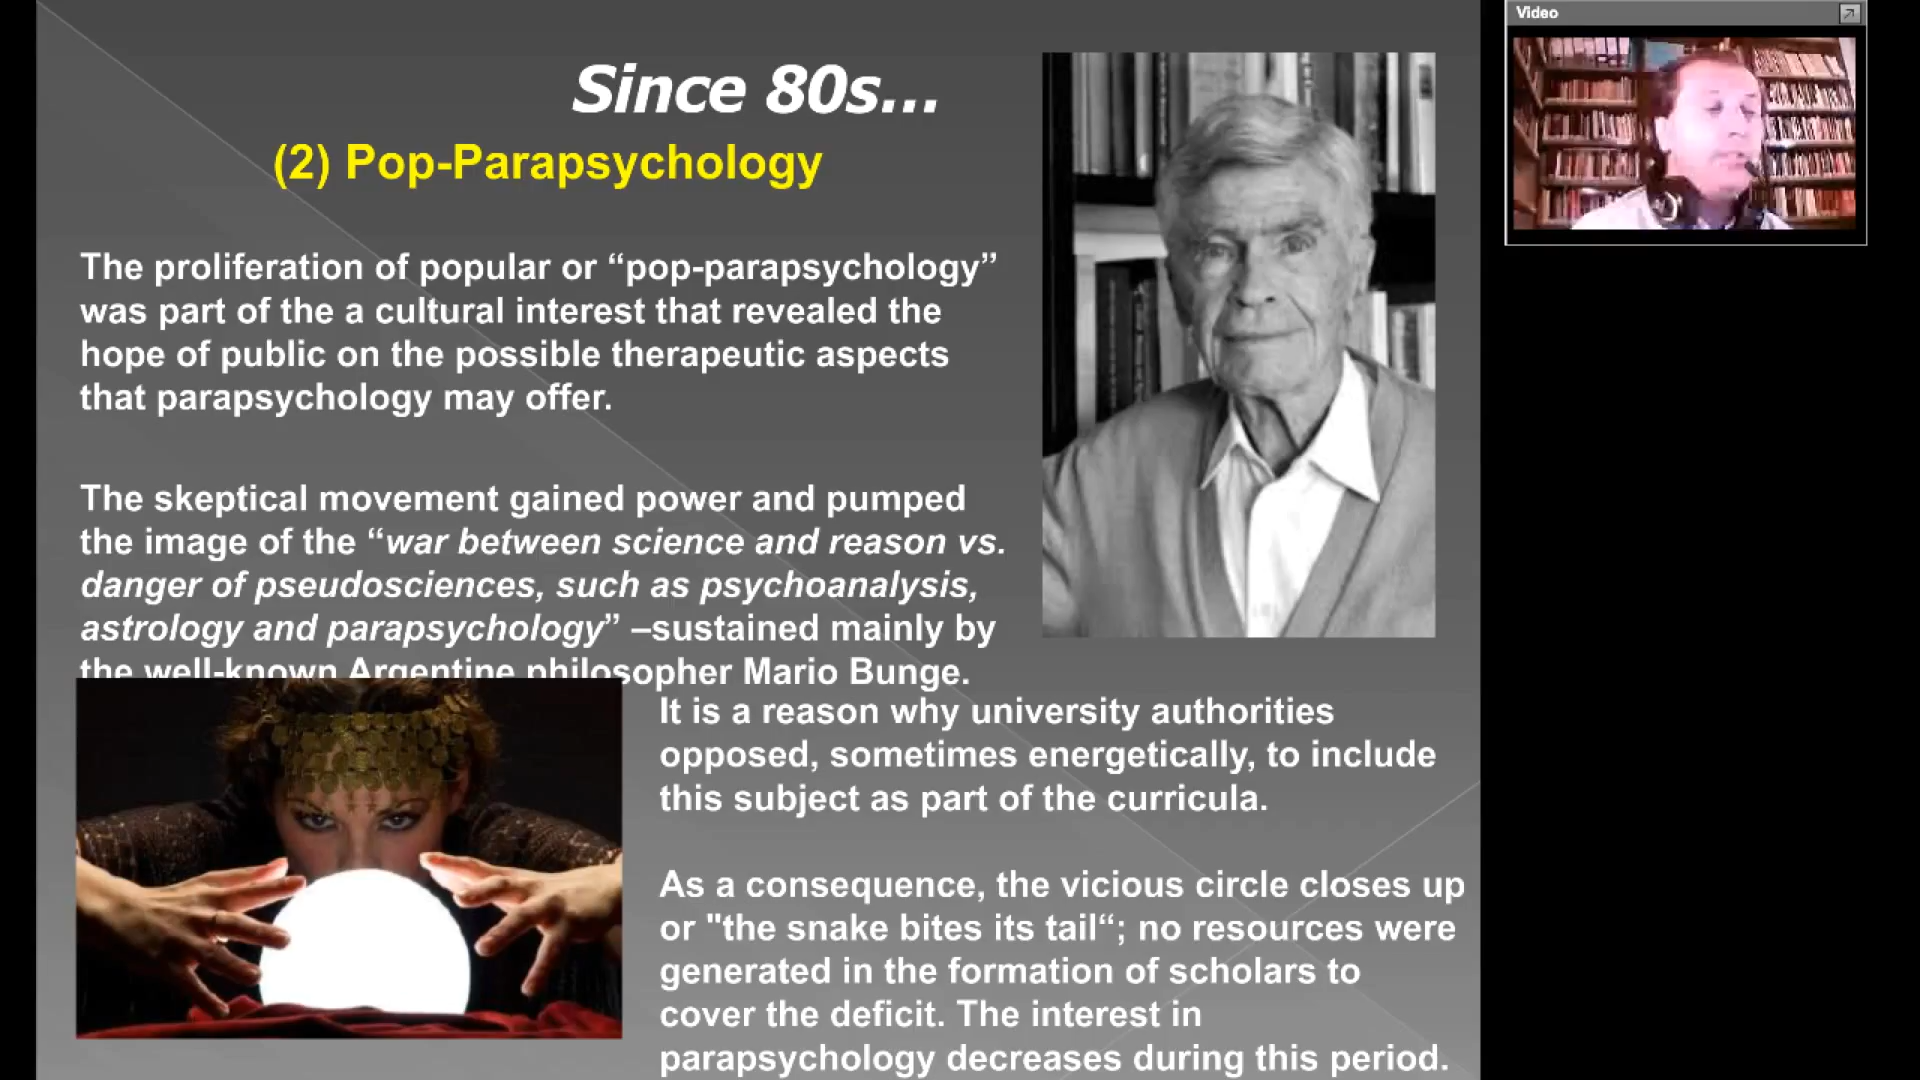 Since 80s...
(2) Pop-Parapsychology
The proliferation of popular or “pop-parapsychology”
was part of the a cultural interest that revealed the
hope of public on the possible therapeutic aspects
that parapsychology may offer.
The skeptical movement gained power and pumped
the image of the “war between science and reason vs.
danger of pseudosciences, such as psychoanalysis,
astrology and parapsychology” –sustained mainly by
the well-known Argentine philosopher Mario Bunge.
It is a reason why university authorities
opposed, sometimes energetically, to include
this subject as part of the curricula.
As a consequence, the vicious circle closes up
or "the snake bites its tail“; no resources were
generated in the formation of scholars to
cover the deficit. The interest in
parapsychology decreases during this period.
Video